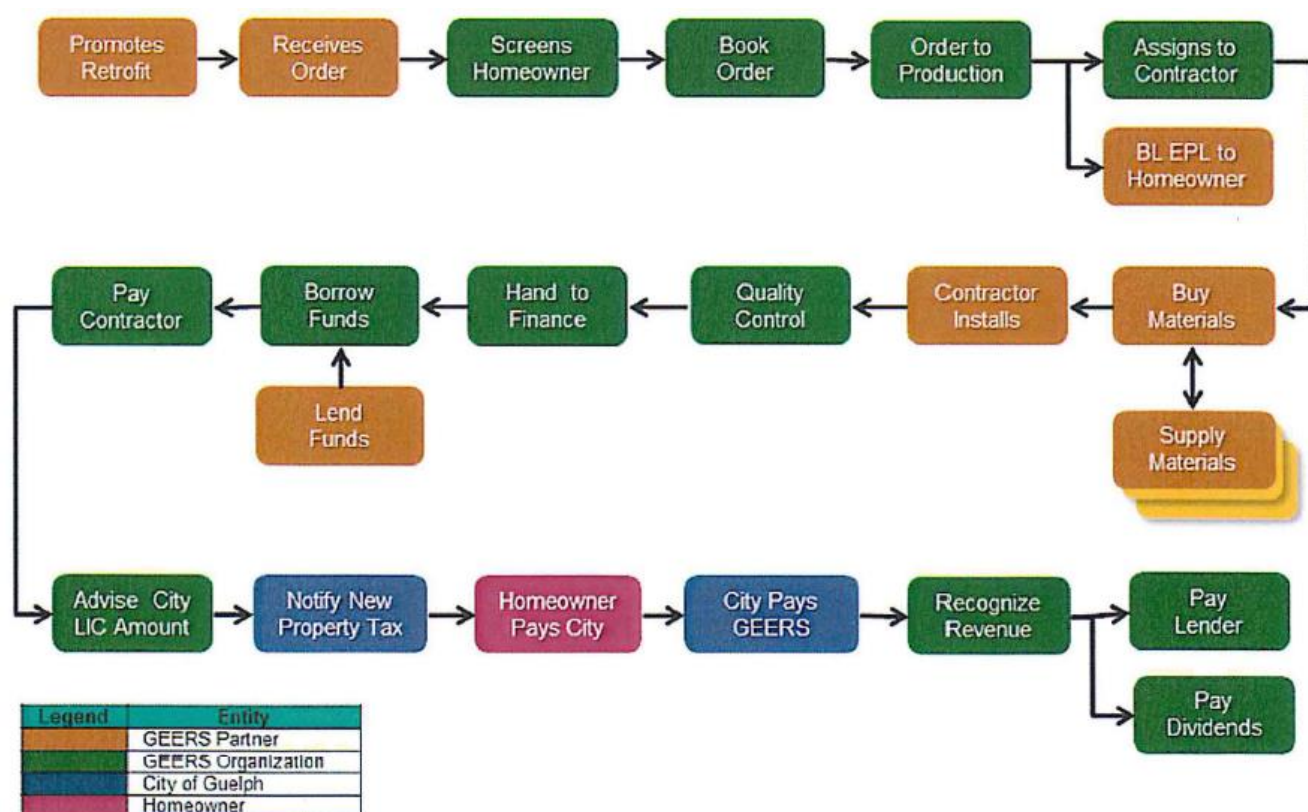 Promotes
Retrofit
Receives
Order
Screens
Homeowner
Book
Order
Order to
Production
Assigns to
Contractor
BL EPL to
Homeowner
Pay
Contractor
Borrow
Funds
Hand to
Finance
Quality
Control
Contractor
Installs
Buy
Materials
Lend
Funds
Supply
Materials
Advise City
LIC Amount
Notify New
Property Tax
Homeowner
Pays City
City Pays
GEERS
Recognize
Revenue
Pay
Lender
Pay
Dividends
Legend Entity
GEERS Partner
GEERS Organization
City of Guelph
Homeowner